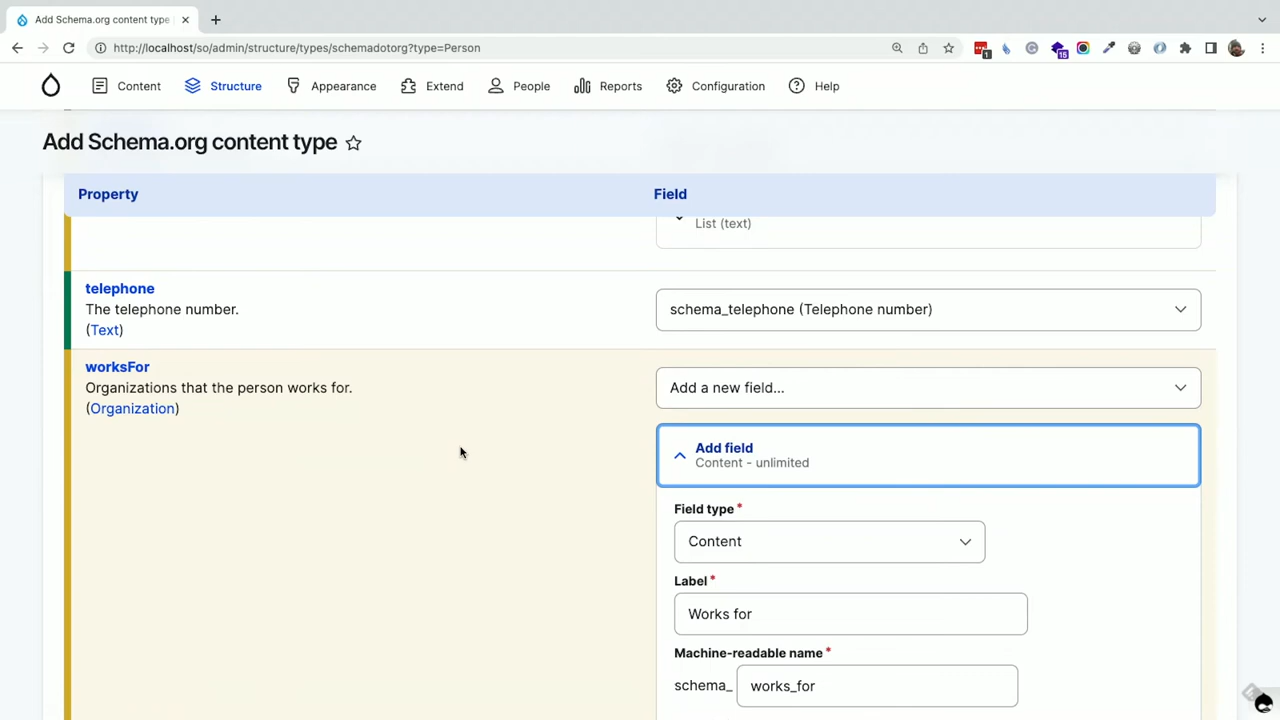 Add Schema.org content type
http://localhost/so/admin/structure/types/schemadotorg?type=Person
1
15
Content
Structure
Appearance
Extend
People
Reports
Configuration
Help
Add Schema.org content type
Property
Field
List (text)
telephone
The telephone number.
(Text)
schema_telephone (Telephone number)
worksFor
Organizations that the person works for.
(Organization)
Add a new field...
Add field
Content - unlimited
Field type *
Content
Label *
Works for
Machine-readable name *
schema_
works_for